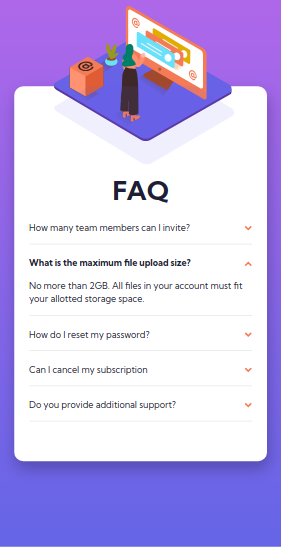 FAQ
How many team members can I invite?
What is the maximum file upload size?
No more than 2GB. All files in your account must fit
your allotted storage space.
How do I reset my password?
Can I cancel my subscription
Do you provide additional support?